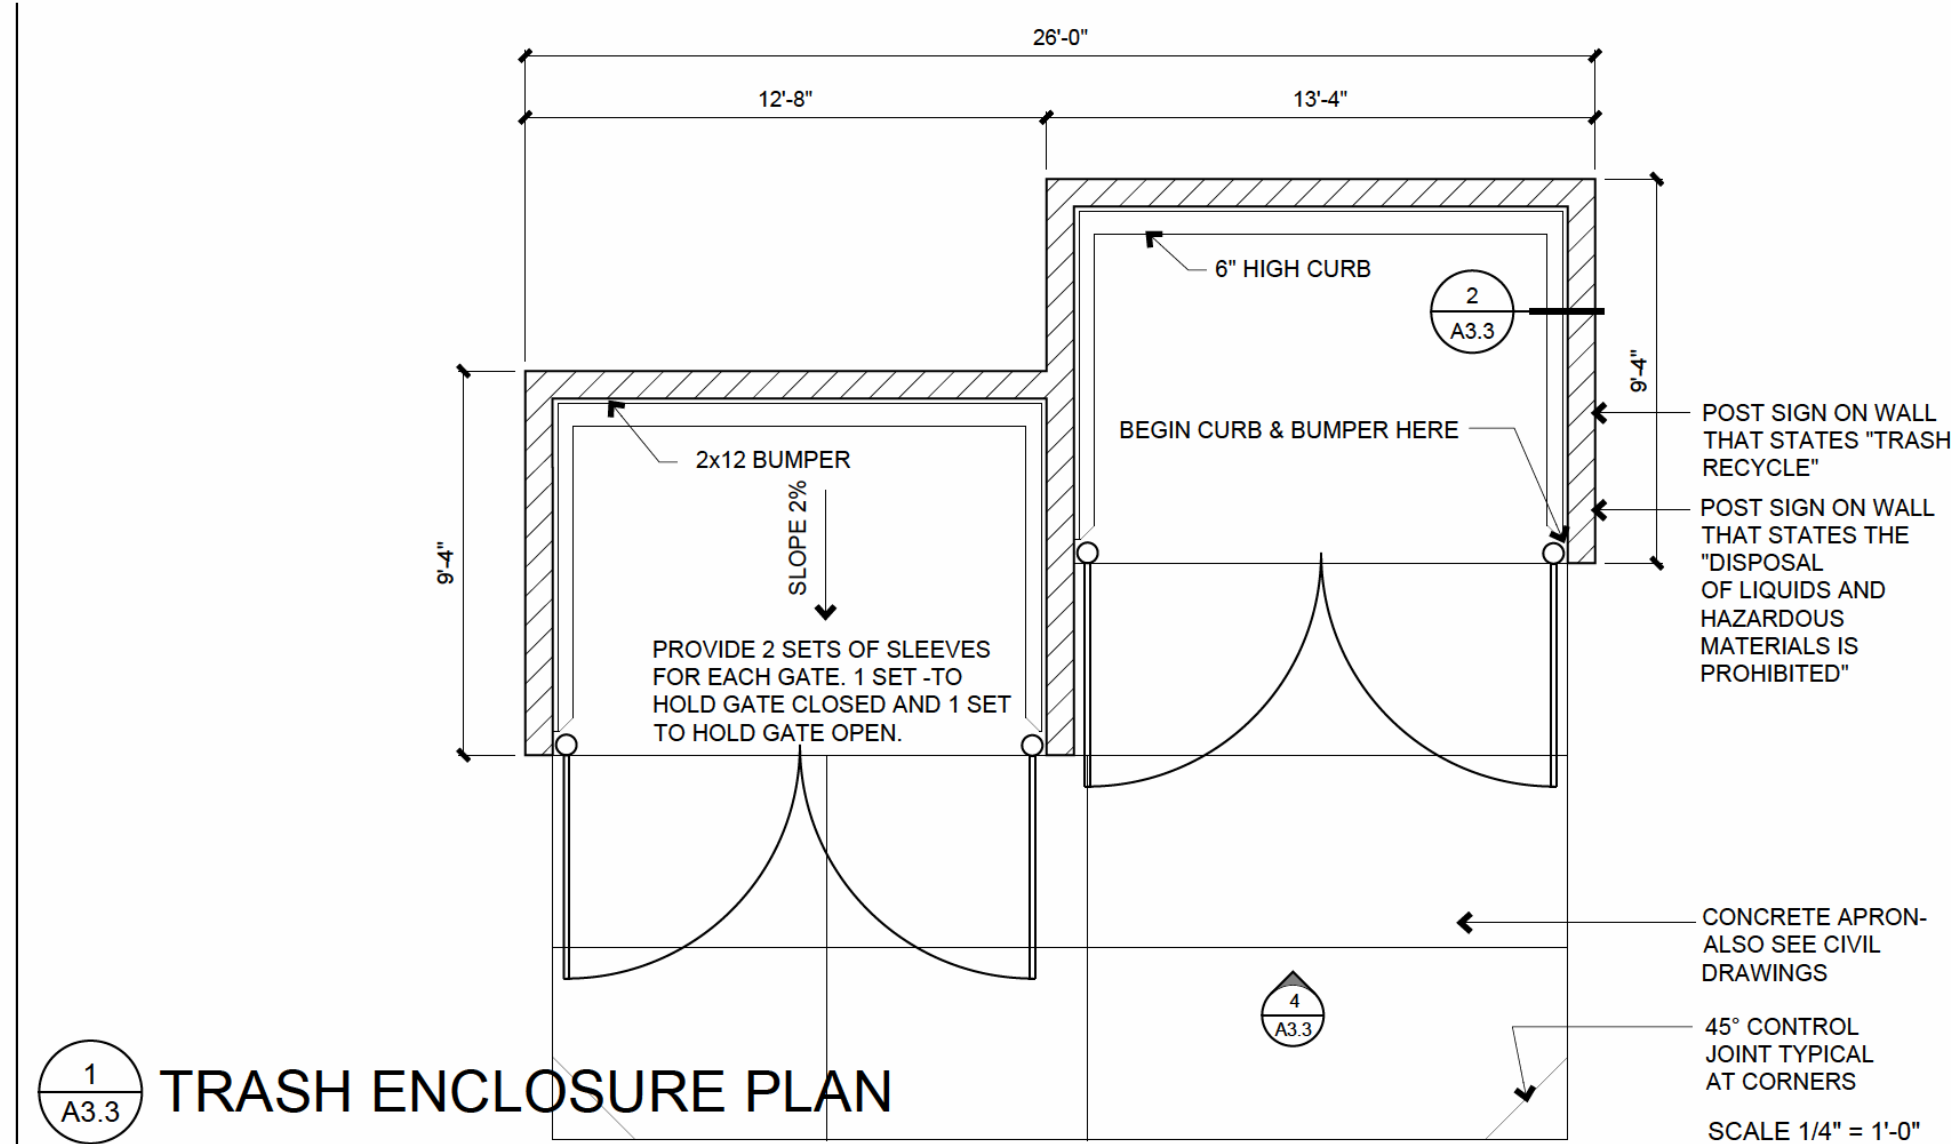 26'-0"
12'-8"
13'-4"
6" HIGH CURB
2
A3.3
9'-4"
BEGIN CURB & BUMPER HERE
POST SIGN ON WALL
THAT STATES "TRASH
RECYCLE"
2x12 BUMPER
SLOPE 2%
9'-4"
POST SIGN ON WALL
THAT STATES THE
"DISPOSAL
OF LIQUIDS AND
HAZARDOUS
MATERIALS IS
PROHIBITED"
PROVIDE 2 SETS OF SLEEVES
FOR EACH GATE. 1 SET -TO
HOLD GATE CLOSED AND 1 SET
TO HOLD GATE OPEN.
CONCRETE APRON-
ALSO SEE CIVIL
DRAWINGS
4
A3.3
45° CONTROL
JOINT TYPICAL
AT CORNERS
1
A3.3
TRASH ENCLOSURE PLAN
SCALE 1/4" = 1'-0"